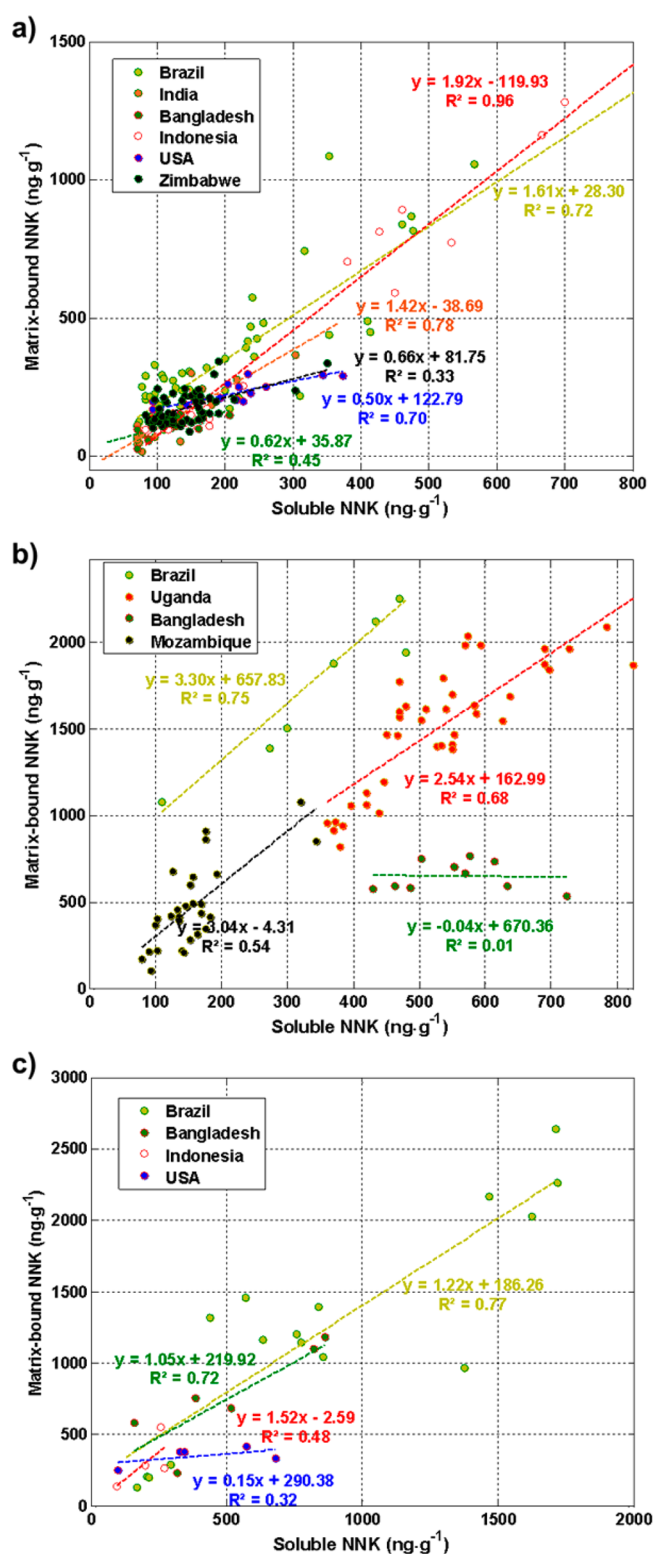 a)
1500
1000
500
0
Matrix-bound NNK (ng·g⁻¹)
Brazil
India
Bangladesh
Indonesia
USA
Zimbabwe
y = 1.92x - 119.93
R² = 0.96
y = 1.61x + 28.30
R² = 0.72
y = 1.42x - 38.69
R² = 0.78
y = 0.66x + 81.75
R² = 0.33
y = 0.50x + 122.79
R² = 0.70
y = 0.62x + 35.87
R² = 0.45
0 100 200 300 400 500 600 700 800
Soluble NNK (ng·g⁻¹)
b)
2000
1500
1000
500
0
Matrix-bound NNK (ng·g⁻¹)
Brazil
Uganda
Bangladesh
Mozambique
y = 3.30x + 657.83
R² = 0.75
y = 2.54x + 162.99
R² = 0.68
y = 3.04x - 4.31
R² = 0.54
y = -0.04x + 670.36
R² = 0.01
0 100 200 300 400 500 600 700 800
Soluble NNK (ng·g⁻¹)
c)
3000
2500
2000
1500
1000
500
0
Matrix-bound NNK (ng·g⁻¹)
Brazil
Bangladesh
Indonesia
USA
y = 1.22x + 186.26
R² = 0.77
y = 1.05x + 219.92
R² = 0.72
y = 1.52x - 2.59
R² = 0.48
y = 0.15x + 290.38
R² = 0.32
0 500 1000 1500 2000
Soluble NNK (ng·g⁻¹)